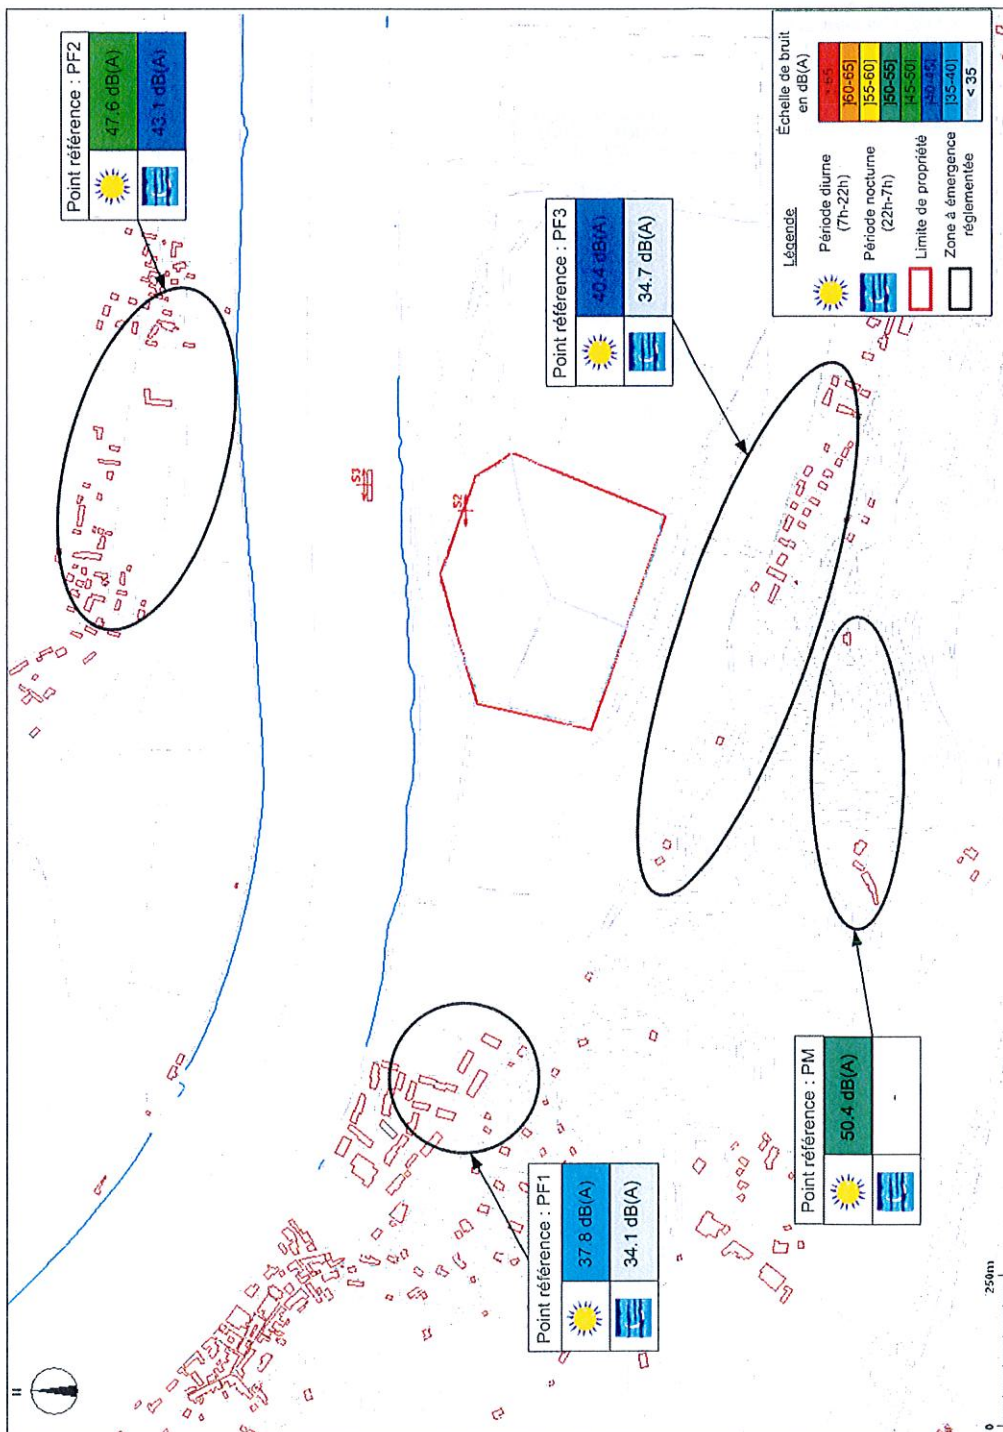 Point référence : PF2
47.6 dB(A)
43.1 dB(A)
Point référence : PF3
40.4 dB(A)
34.7 dB(A)
S3
S2
Point référence : PF1
37.8 dB(A)
34.1 dB(A)
Point référence : PM
50.4 dB(A)
-
Légende
Période diurne
(7h-22h)
Période nocturne
(22h-7h)
Limite de propriété
Zone à émergence
réglementée
Échelle de bruit
en dB(A)
> 65
]60-65]
]55-60]
]50-55]
]45-50]
]40-45]
]35-40]
< 35
0
250m